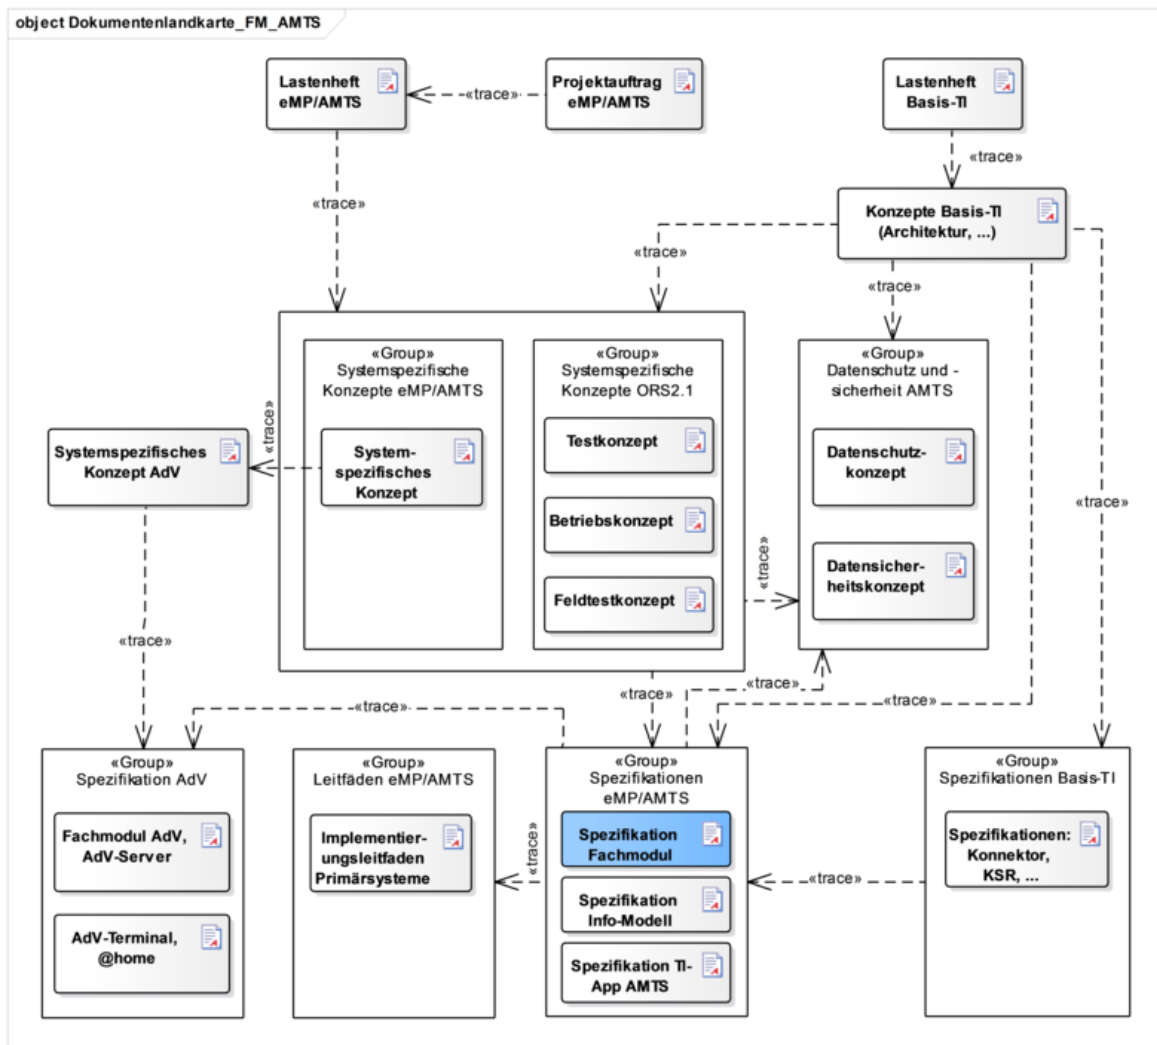 object Dokumentenlandkarte_FM_AMTS
Lastenheft
eMP/AMTS
«trace»
Projektauftrag
eMP/AMTS
Lastenheft
Basis-TI
«trace»
«trace»
Konzepte Basis-TI
(Architektur, ...)
«trace»
«trace»
«Group»
Systemspezifische
Konzepte eMP/AMTS
System-
spezifisches
Konzept
«Group»
Systemspezifische
Konzepte ORS2.1
Testkonzept
Betriebskonzept
Feldtestkonzept
«Group»
Datenschutz und -
sicherheit AMTS
Datenschutz-
konzept
Datensicher-
heitskonzept
«trace»
Systemspezifisches
Konzept AdV
«trace»
«trace»
«trace»
«trace»
«trace»
«trace»
«trace»
«Group»
Spezifikation AdV
Fachmodul AdV,
AdV-Server
AdV-Terminal,
@home
«Group»
Leitfäden eMP/AMTS
Implementier-
ungsleitfaden
Primärsysteme
«trace»
«Group»
Spezifikationen
eMP/AMTS
Spezifikation
Fachmodul
Spezifikation
Info-Modell
Spezifikation TI-
App AMTS
«trace»
«Group»
Spezifikationen Basis-TI
Spezifikationen:
Konnektor,
KSR, ...